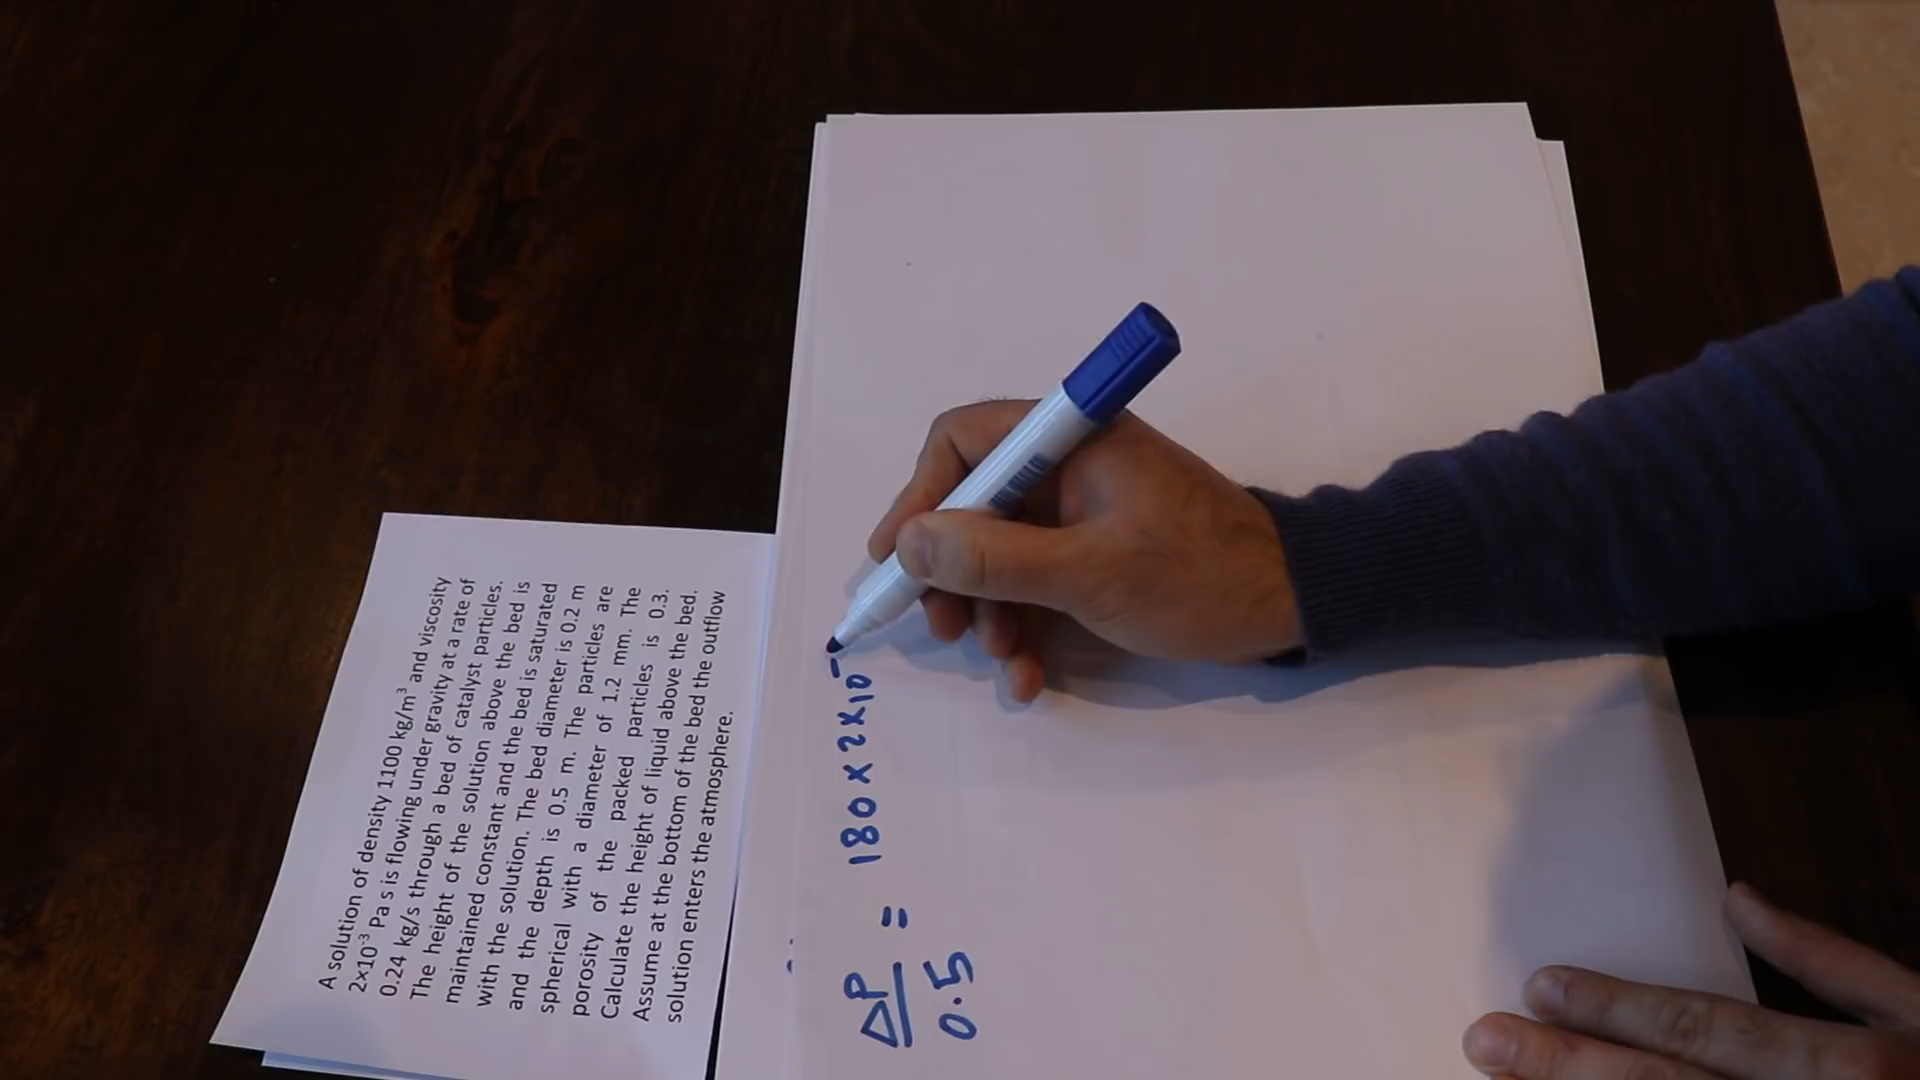 A solution of density 1100 kg/m³ and viscosity
2×10⁻³ Pa s is flowing under gravity at a rate of
0.24 kg/s through a bed of catalyst particles.
The height of the solution above the bed is
maintained constant and the bed is saturated
with the solution. The bed diameter is 0.2 m
and the depth is 0.5 m. The particles are
spherical with a diameter of 1.2 mm. The
porosity of the packed particles is 0.3.
Calculate the height of liquid above the bed.
Assume at the bottom of the bed the outflow
solution enters the atmosphere.
ΔP = 180 × 2 × 10⁻
0.5